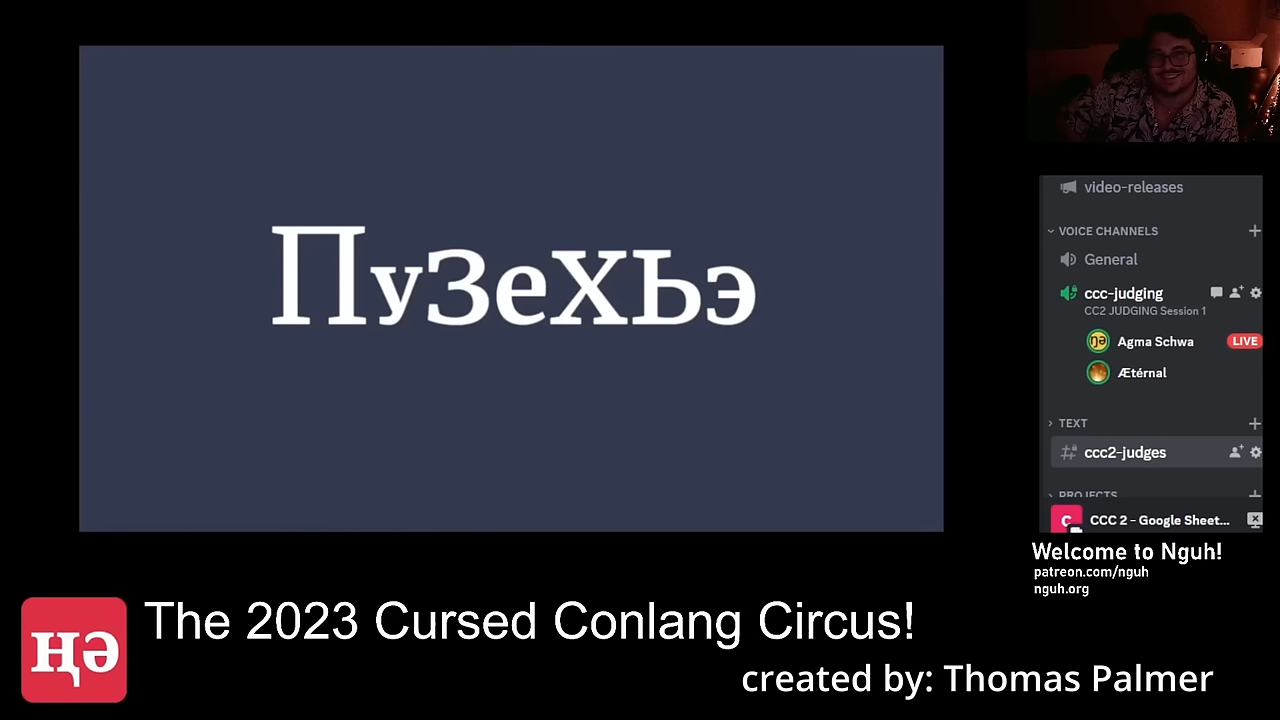 ПуЗеХЬэ
video-releases
VOICE CHANNELS
General
ccc-judging
CC2 JUDGING Session 1
Agma Schwa
LIVE
Ætérnal
TEXT
ccc2-judges
PROJECTS
CCC 2 - Google Sheet...
Welcome to Nguh!
patreon.com/nguh
nguh.org
ңə
The 2023 Cursed Conlang Circus!
created by: Thomas Palmer